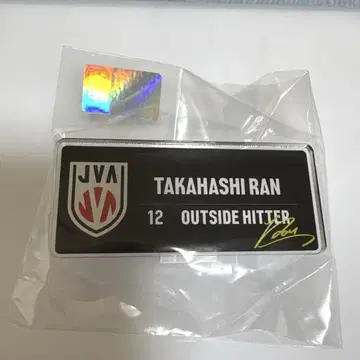 JVA
TAKAHASHI RAN
12 OUTSIDE HITTER